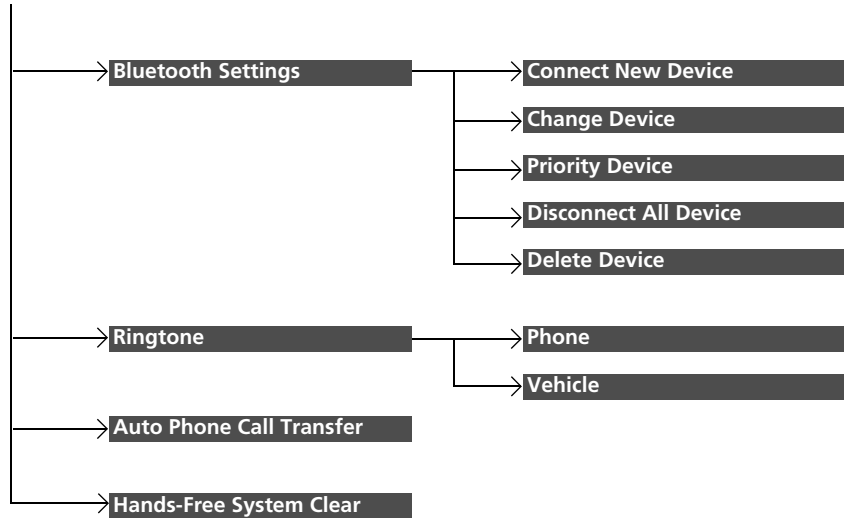 Bluetooth Settings
Connect New Device
Change Device
Priority Device
Disconnect All Device
Delete Device
Ringtone
Phone
Vehicle
Auto Phone Call Transfer
Hands-Free System Clear